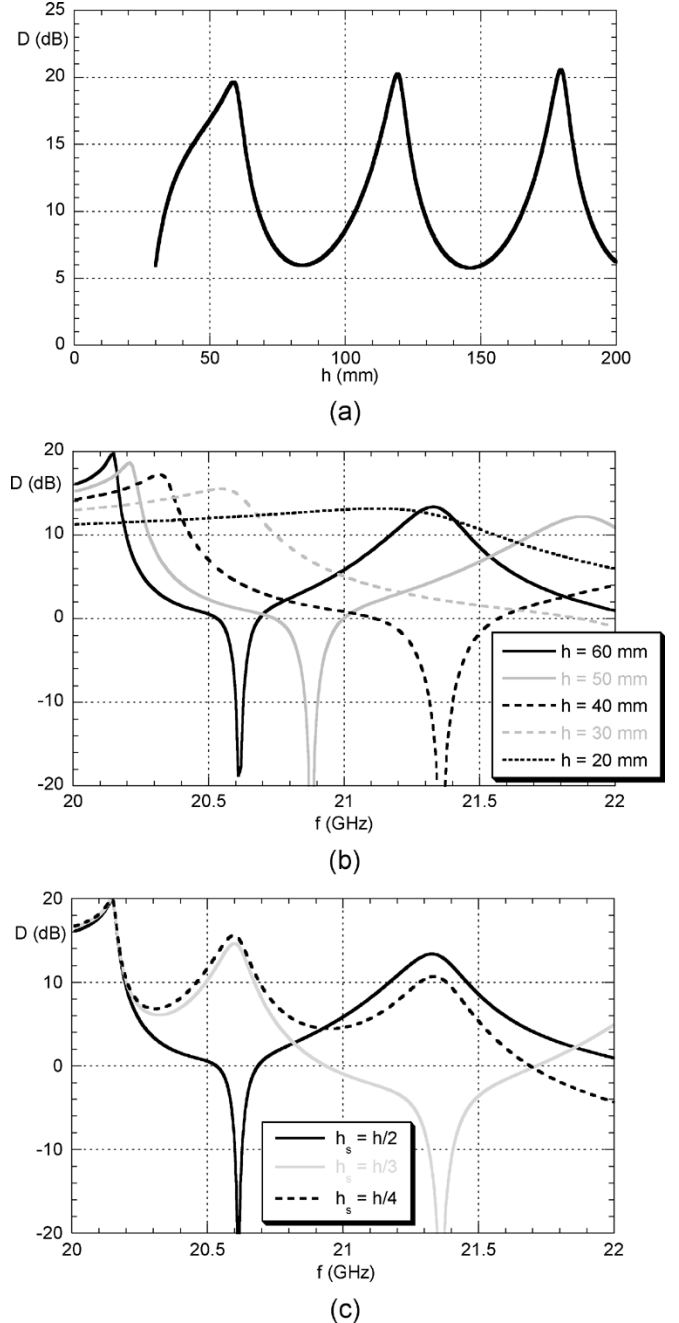 25
D (dB)
20
15
10
5
0
0 50 100 150 200
h (mm)
(a)
20
D (dB)
10
0
-10
-20
h = 60 mm
h = 50 mm
h = 40 mm
h = 30 mm
h = 20 mm
20 20.5 21 21.5 22
f (GHz)
(b)
20
D (dB)
10
0
-10
-20
h_s = h/2
h_s = h/3
h_s = h/4
20 20.5 21 21.5 22
f (GHz)
(c)